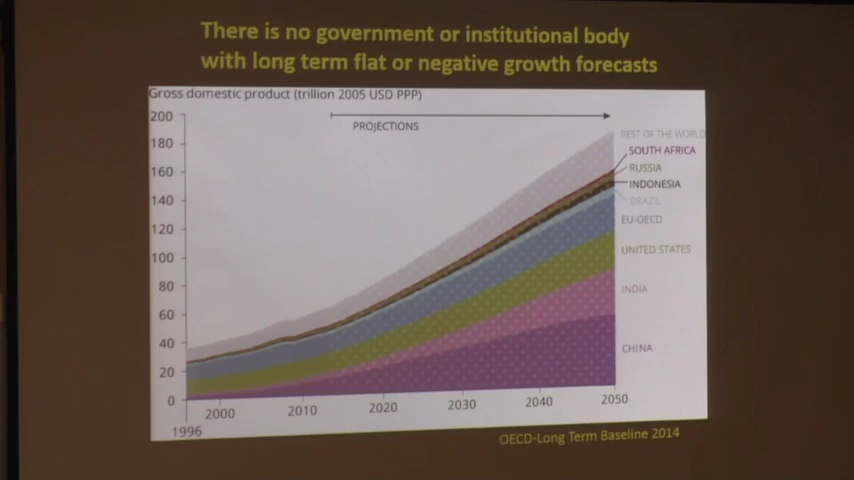 There is no government or institutional body
with long term flat or negative growth forecasts
Gross domestic product (trillion 2005 USD PPP)
200
PROJECTIONS
180
REST OF THE WORLD
SOUTH AFRICA
160
RUSSIA
INDONESIA
140
BRAZIL
EU-OECD
120
UNITED STATES
100
80
INDIA
60
40
CHINA
20
0
2000
2010
2020
2030
2040
2050
1996
OECD-Long Term Baseline 2014